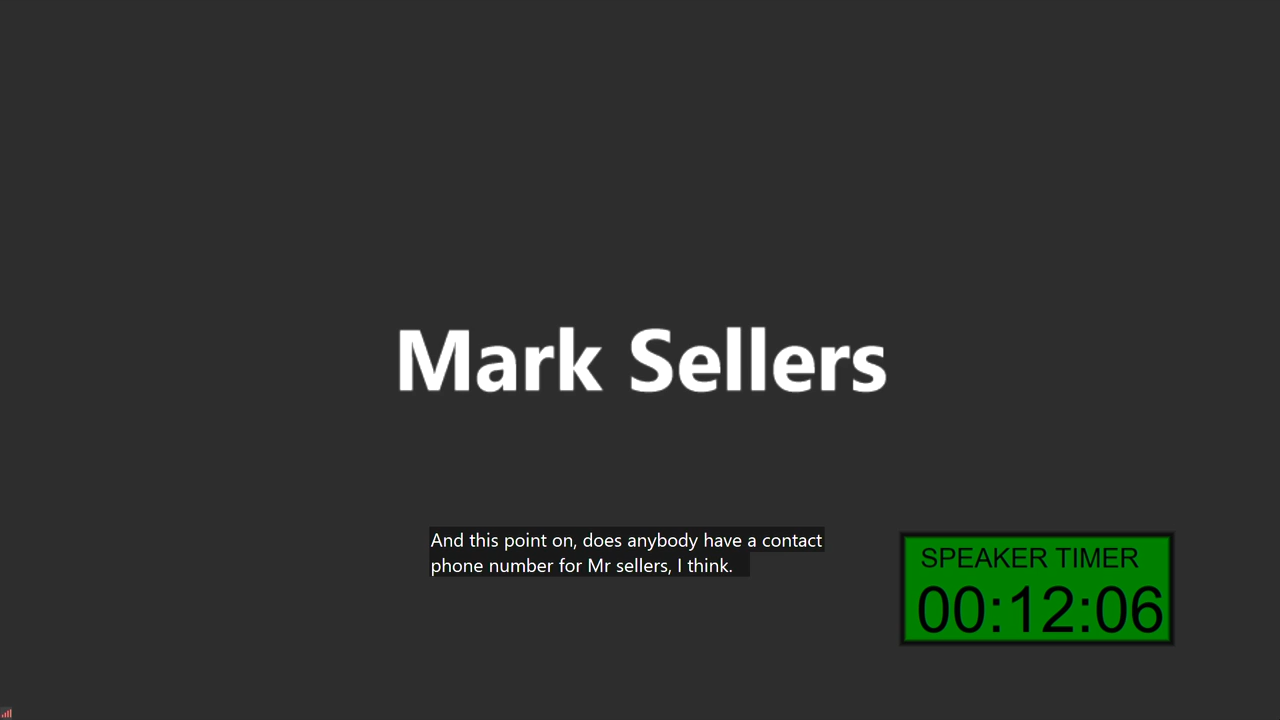 Mark Sellers
And this point on, does anybody have a contact
phone number for Mr sellers, I think.
SPEAKER TIMER
00:12:06